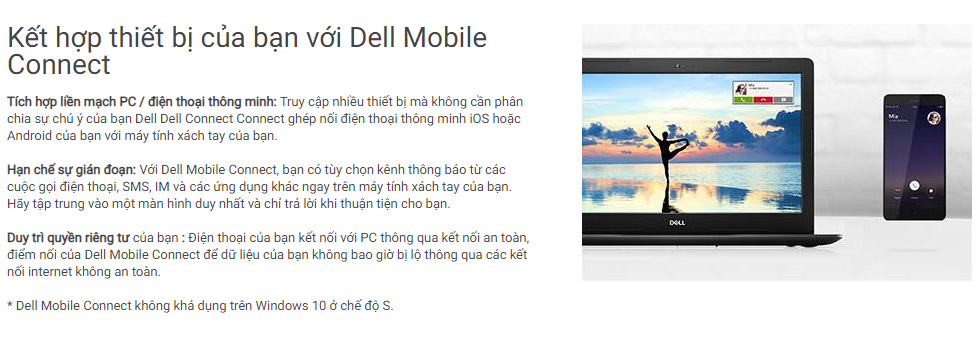 Kết hợp thiết bị của bạn với Dell Mobile
Connect
Tích hợp liền mạch PC / điện thoại thông minh: Truy cập nhiều thiết bị mà không cần phân
chia sự chú ý của bạn Dell Dell Connect Connect ghép nối điện thoại thông minh iOS hoặc
Android của bạn với máy tính xách tay của bạn.
Hạn chế sự gián đoạn: Với Dell Mobile Connect, bạn có tùy chọn kênh thông báo từ các
cuộc gọi điện thoại, SMS, IM và các ứng dụng khác ngay trên máy tính xách tay của bạn.
Hãy tập trung vào một màn hình duy nhất và chỉ trả lời khi thuận tiện cho bạn.
Duy trì quyền riêng tư của bạn : Điện thoại của bạn kết nối với PC thông qua kết nối an toàn,
điểm nối của Dell Mobile Connect để dữ liệu của bạn không bao giờ bị lộ thông qua các kết
nối internet không an toàn.
* Dell Mobile Connect không khả dụng trên Windows 10 ở chế độ S.
Mia
Mia
DELL